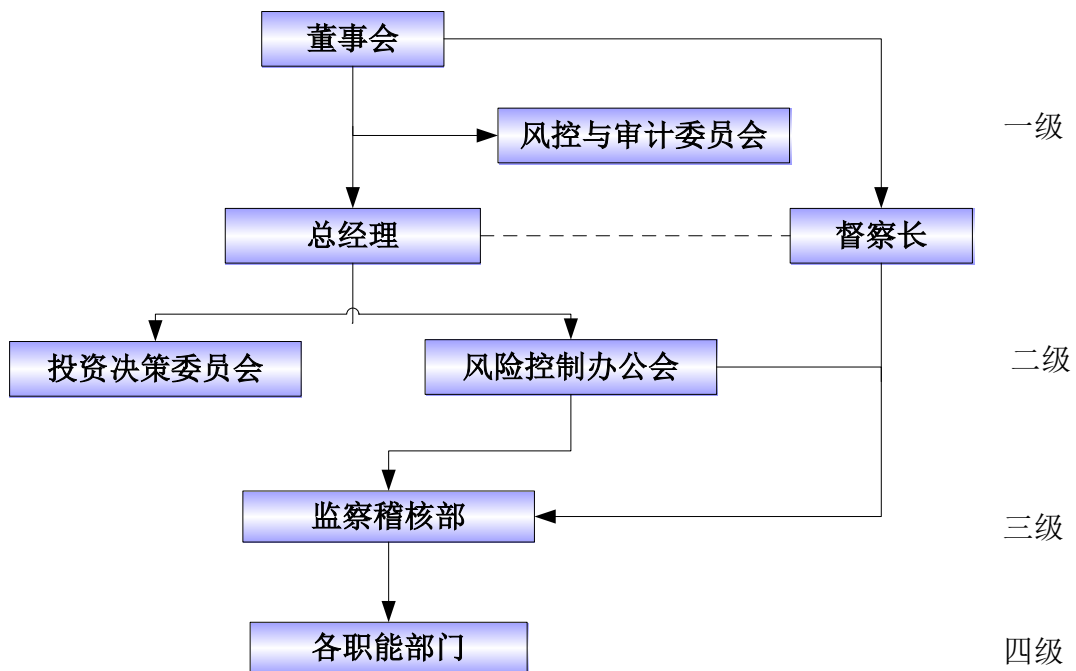 董事会
风控与审计委员会
一级
总经理
督察长
投资决策委员会
风险控制办公会
二级
监察稽核部
三级
各职能部门
四级